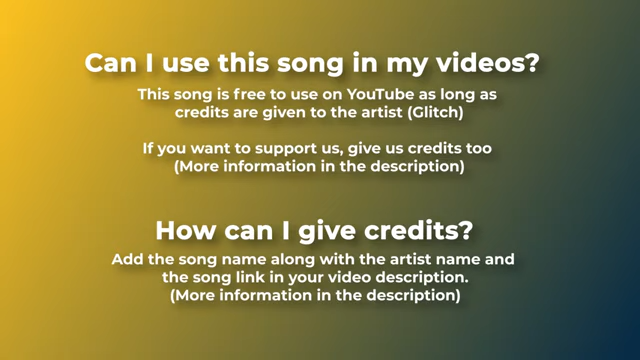 Can I use this song in my videos?
This song is free to use on YouTube as long as
credits are given to the artist (Glitch)
If you want to support us, give us credits too
(More information in the description)
How can I give credits?
Add the song name along with the artist name and
the song link in your video description.
(More information in the description)